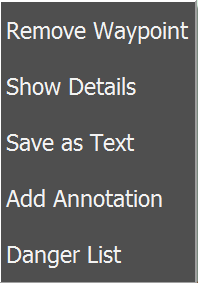 Remove Waypoint
Show Details
Save as Text
Add Annotation
Danger List